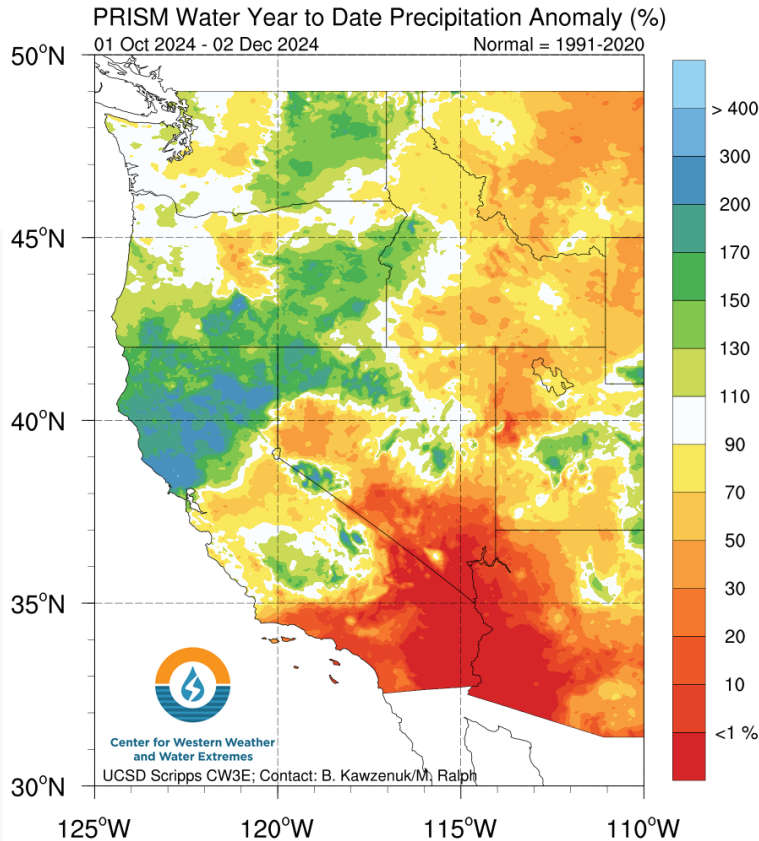 PRISM Water Year to Date Precipitation Anomaly (%)
01 Oct 2024 - 02 Dec 2024 Normal = 1991-2020
50°N
45°N
40°N
35°N
30°N
125°W 120°W 115°W 110°W
> 400
300
200
170
150
130
110
90
70
50
30
20
10
<1 %
Center for Western Weather
and Water Extremes
UCSD Scripps CW3E; Contact: B. Kawzenuk/M. Ralph